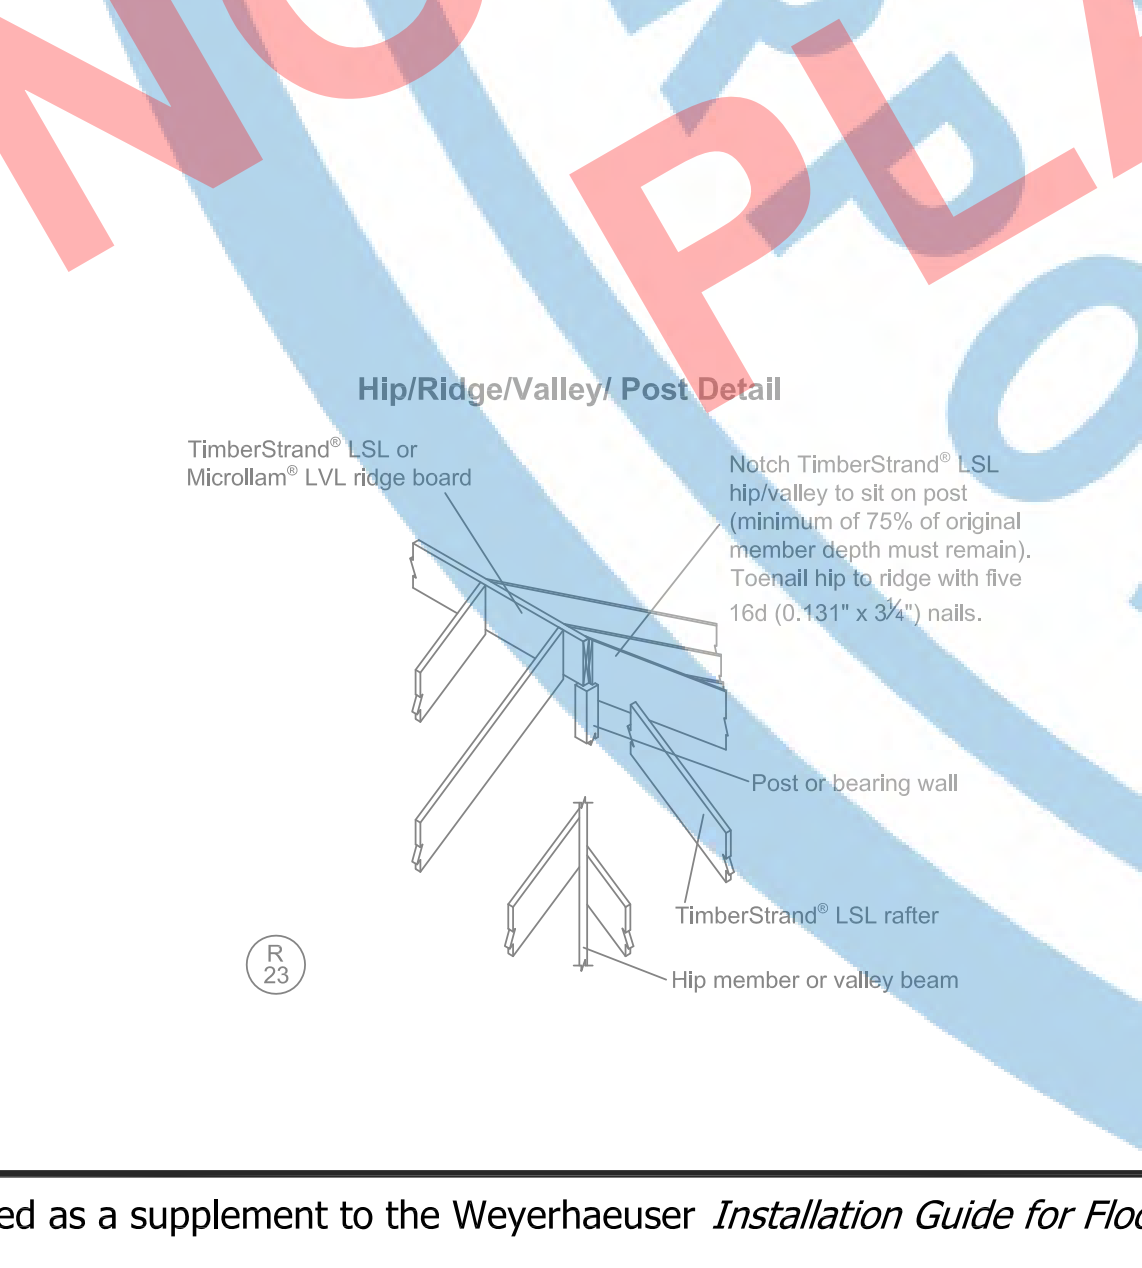 Hip/Ridge/Valley/ Post Detail
TimberStrand® LSL or
Microllam® LVL ridge board
Notch TimberStrand® LSL
hip/valley to sit on post
(minimum of 75% of original
member depth must remain).
Toenail hip to ridge with five
16d (0.131" x 3¼") nails.
Post or bearing wall
TimberStrand® LSL rafter
Hip member or valley beam
R
23
ed as a supplement to the Weyerhaeuser Installation Guide for Floo